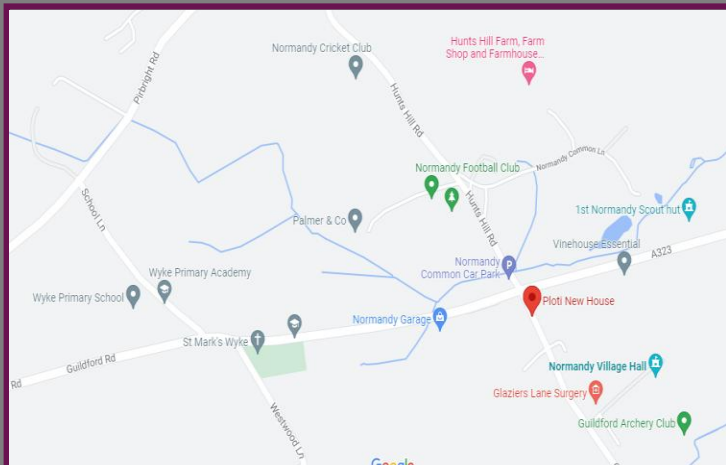 Normandy Cricket Club
Hunts Hill Farm, Farm
Shop and Farmhouse...
Pirbright Rd
Hunts Hill Rd
Normandy Common Ln
Normandy Football Club
School Ln
Hunts Hill Rd
1st Normandy Scout hut
Palmer & Co
Vinehouse Essential
A323
Normandy
Common Car Park
Wyke Primary Academy
Wyke Primary School
Ploti New House
Normandy Garage
St Mark's Wyke
Guildford Rd
Rd
Normandy Village Hall
Glaziers Lane Surgery
Westwood Ln
Guildford Archery Club
Google